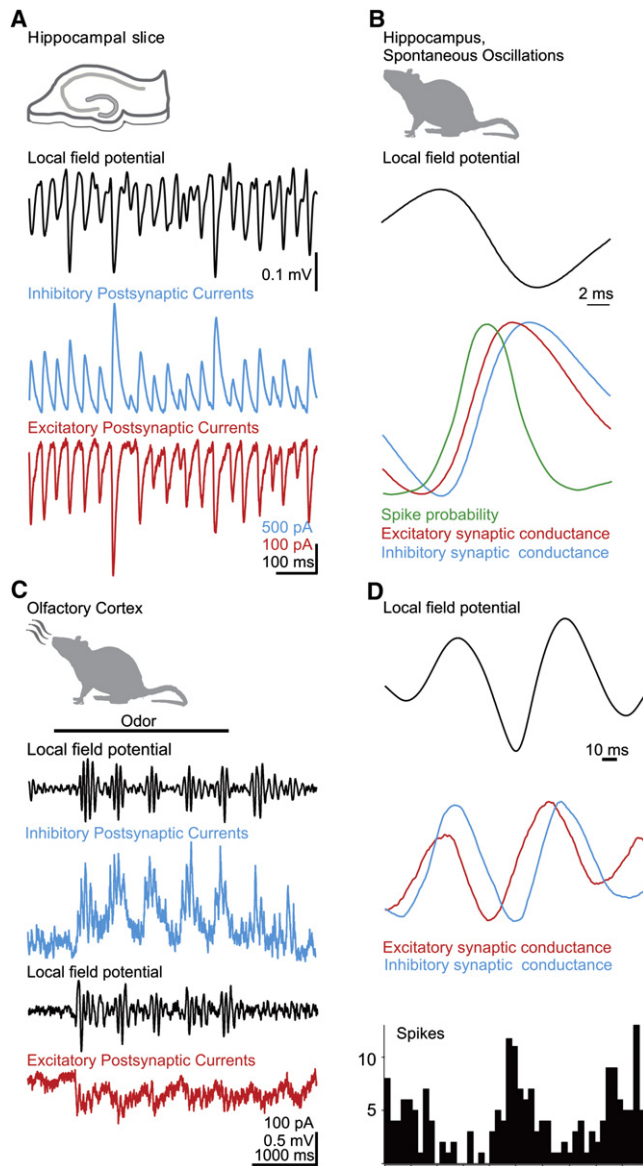 A
Hippocampal slice
Local field potential
0.1 mV
Inhibitory Postsynaptic Currents
Excitatory Postsynaptic Currents
500 pA
100 pA
100 ms
B
Hippocampus,
Spontaneous Oscillations
Local field potential
2 ms
Spike probability
Excitatory synaptic conductance
Inhibitory synaptic conductance
C
Olfactory Cortex
Odor
Local field potential
Inhibitory Postsynaptic Currents
Local field potential
Excitatory Postsynaptic Currents
100 pA
0.5 mV
1000 ms
D
Local field potential
10 ms
Excitatory synaptic conductance
Inhibitory synaptic conductance
Spikes
10
5